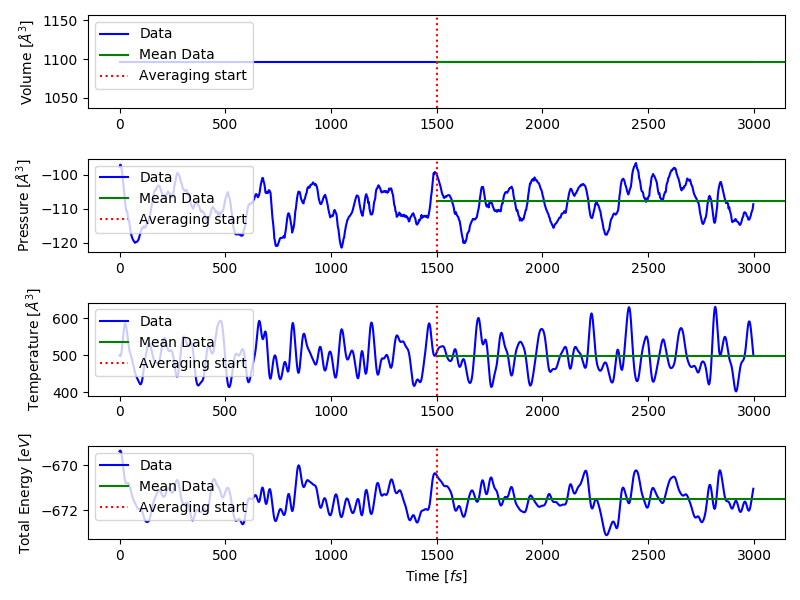 Volume [Å³]
1150
1100
1050
Data
Mean Data
Averaging start
0 500 1000 1500 2000 2500 3000
Pressure [Å³]
−100
−110
−120
Data
Mean Data
Averaging start
0 500 1000 1500 2000 2500 3000
Temperature [Å³]
600
500
400
Data
Mean Data
Averaging start
0 500 1000 1500 2000 2500 3000
Total Energy [eV]
−670
−672
Data
Mean Data
Averaging start
0 500 1000 1500 2000 2500 3000
Time [fs]